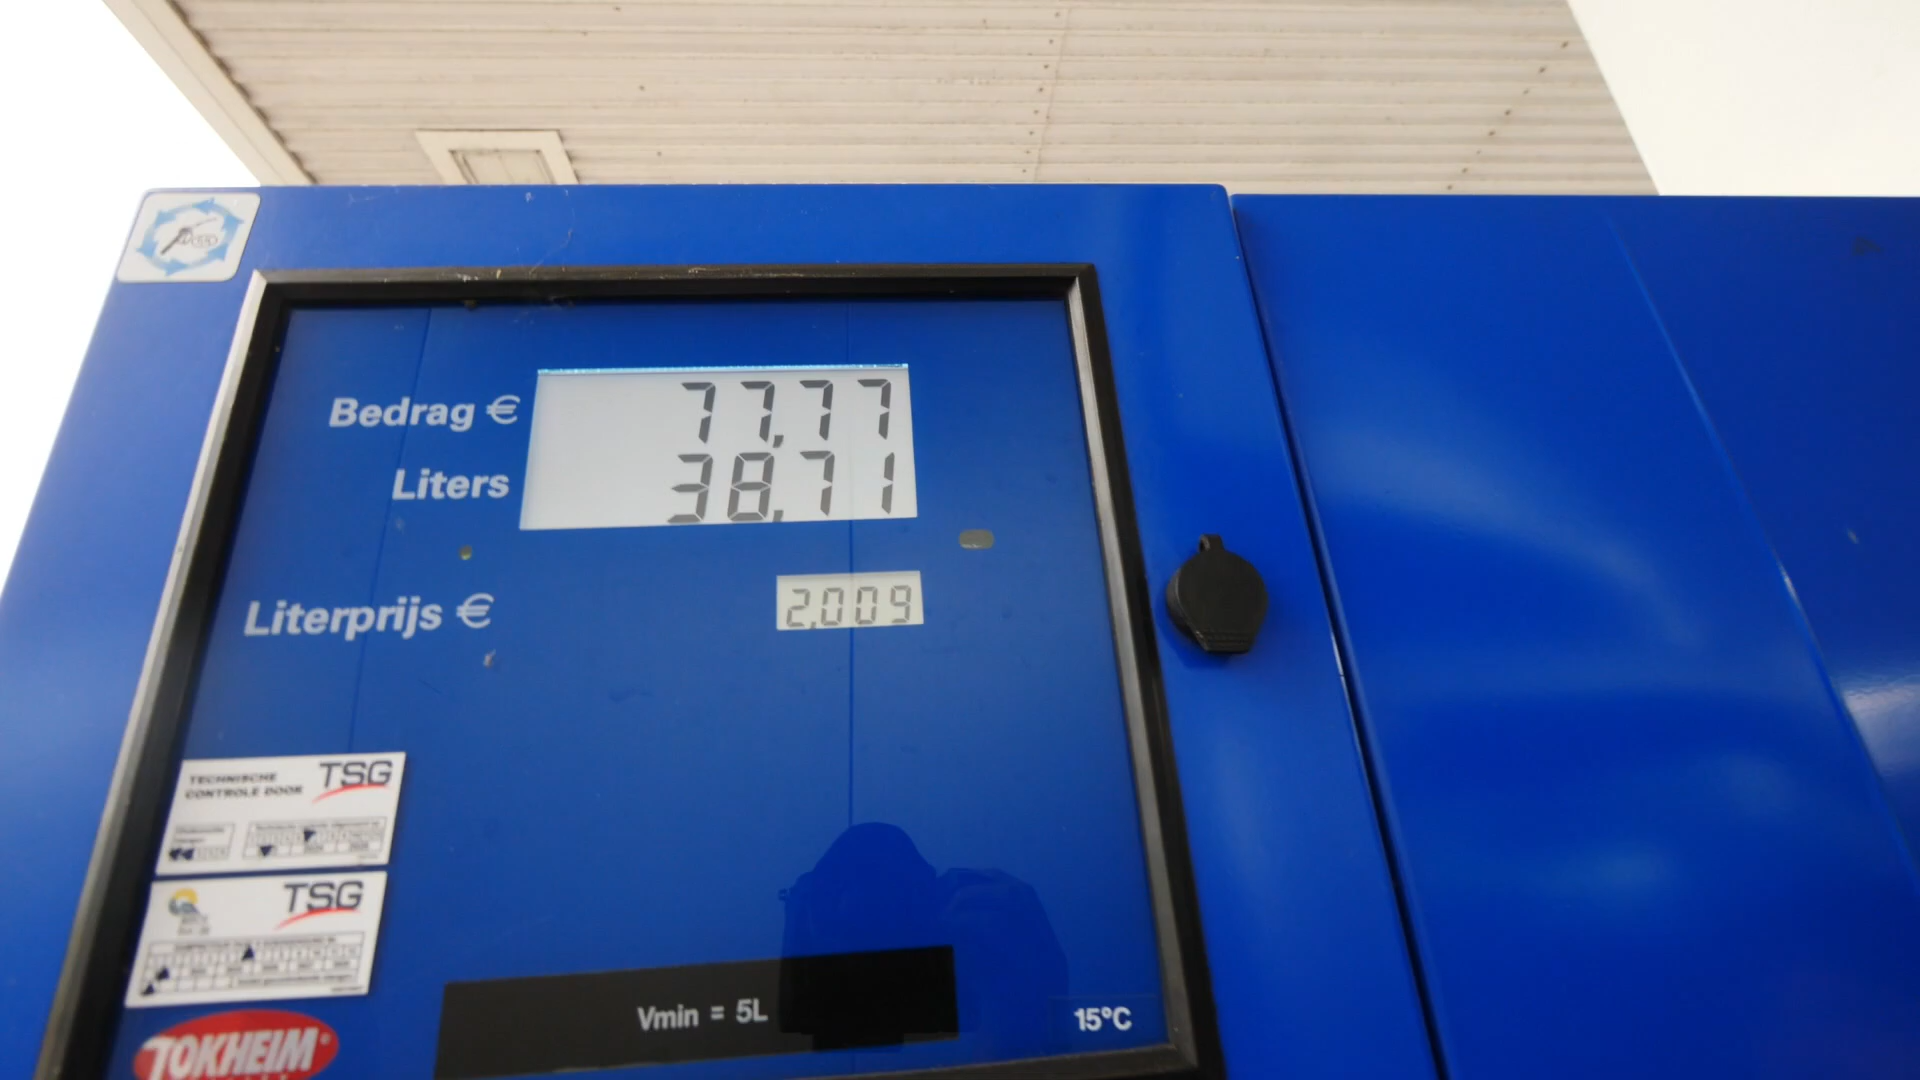 Bedrag € 77,77
Liters 38,71
Literprijs € 2,009
TECHNISCHE TSG
CONTROLE DOOR
TSG
Vmin = 5L
15°C
TOKHEIM